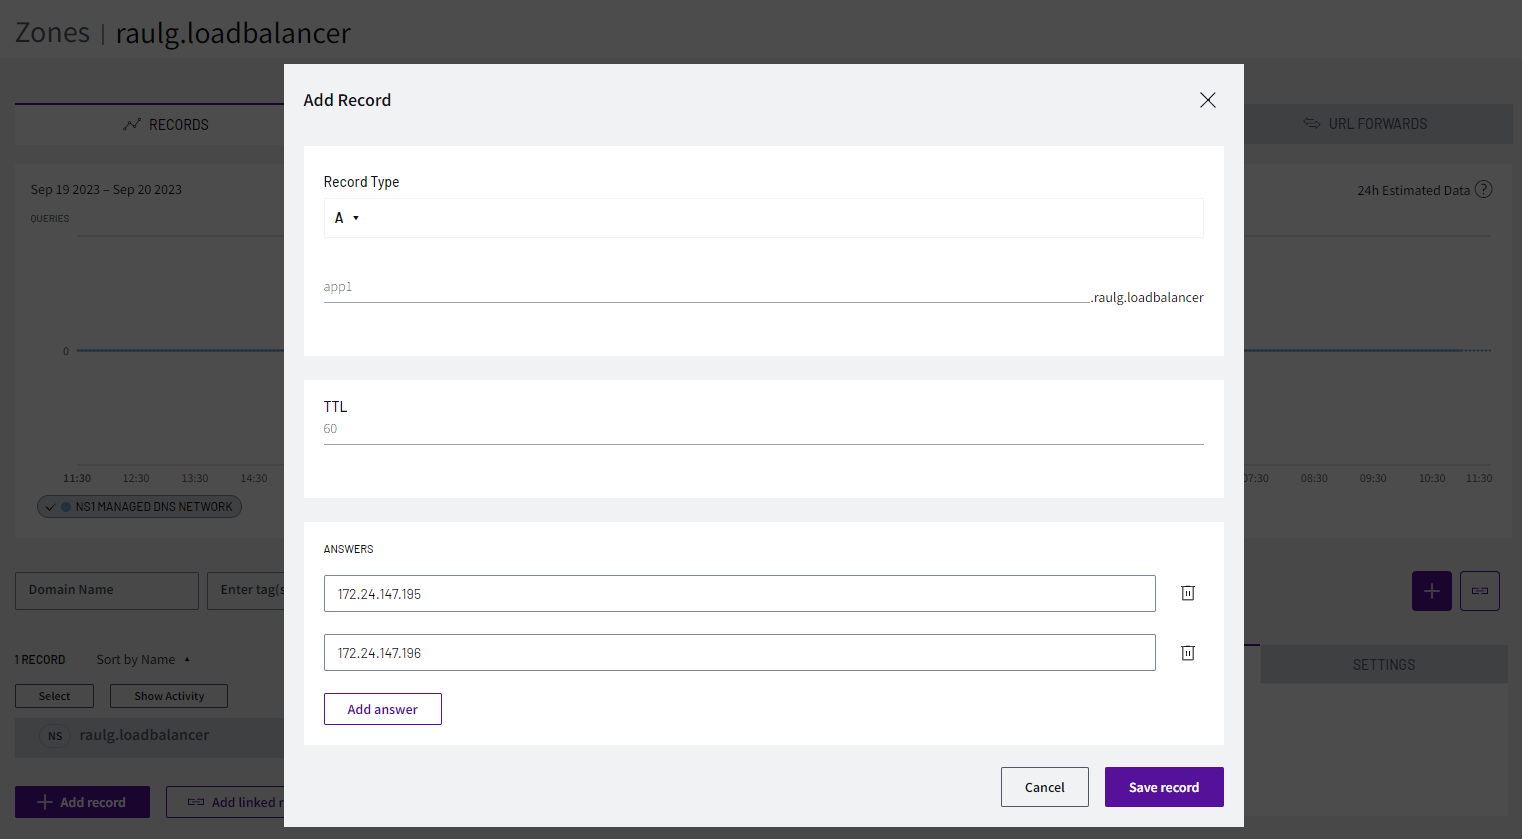 Zones | raulg.loadbalancer
Add Record
RECORDS
URL FORWARDS
Record Type
Sep 19 2023 – Sep 20 2023
24h Estimated Data ?
QUERIES
A
app1
.raulg.loadbalancer
0
TTL
60
11:30 12:30 13:30 14:30
07:30 08:30 09:30 10:30 11:30
NS1 MANAGED DNS NETWORK
ANSWERS
Domain Name
Enter tag(s
172.24.147.195
172.24.147.196
1 RECORD Sort by Name
SETTINGS
Select Show Activity
Add answer
NS raulg.loadbalancer
Cancel Save record
Add record Add linked r